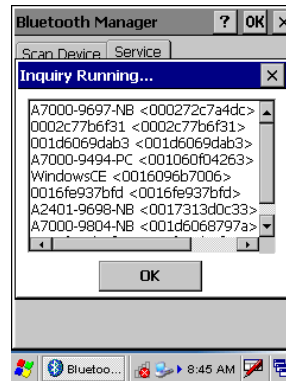 Bluetooth Manager ? OK ×
Scan Device Service
Inquiry Running... ×
A7000-9697-NB <000272c7a4dc>
0002c77b6f31 <0002c77b6f31>
001d6069dab3 <001d6069dab3>
A7000-9494-PC <001060f04263>
WindowsCE <0016096b7006>
0016fe937bfd <0016fe937bfd>
A2401-9698-NB <0017313d0c33>
A7000-9804-NB <001d6068797a>
OK
Bluetoo... 8:45 AM